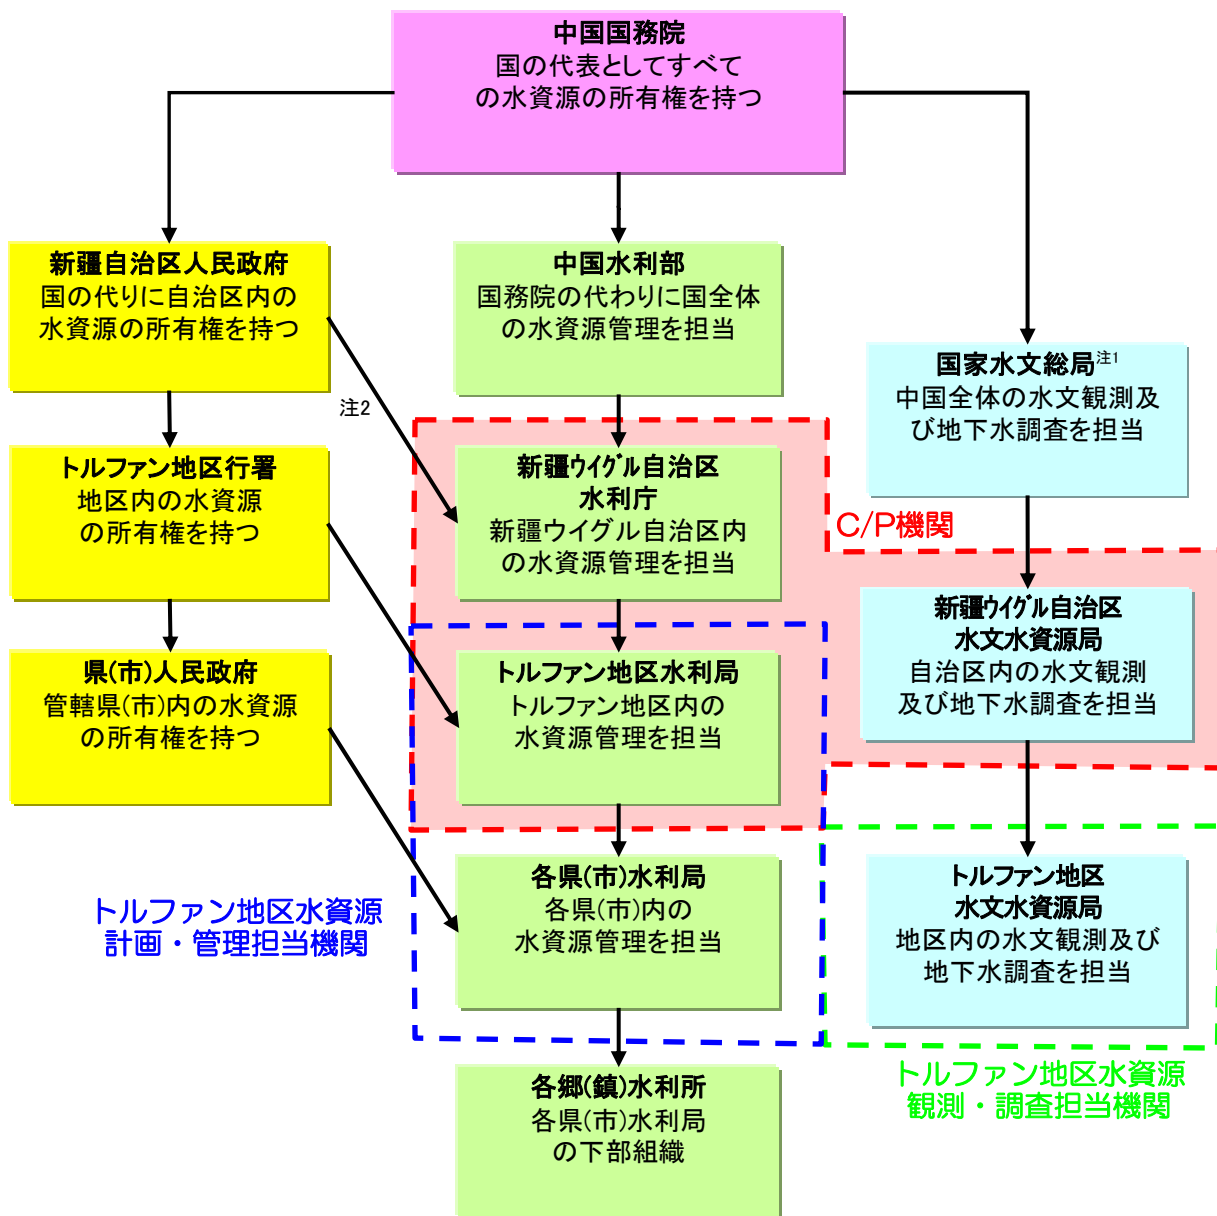 中国国務院
国の代表としてすべて
の水資源の所有権を持つ
新疆自治区人民政府
国の代りに自治区内の
水資源の所有権を持つ
中国水利部
国務院の代わりに国全体
の水資源管理を担当
国家水文総局注1
中国全体の水文観測及
び地下水調査を担当
注2
トルファン地区行署
地区内の水資源
の所有権を持つ
新疆ウイグル自治区
水利庁
新疆ウイグル自治区内
の水資源管理を担当
C/P機関
新疆ウイグル自治区
水文水資源局
自治区内の水文観測
及び地下水調査を担当
県(市)人民政府
管轄県(市)内の水資源
の所有権を持つ
トルファン地区水利局
トルファン地区内の
水資源管理を担当
トルファン地区水資源
計画・管理担当機関
各県(市)水利局
各県(市)内の
水資源管理を担当
トルファン地区
水文水資源局
地区内の水文観測及び
地下水調査を担当
各郷(鎮)水利所
各県(市)水利局
の下部組織
トルファン地区水資源
観測・調査担当機関